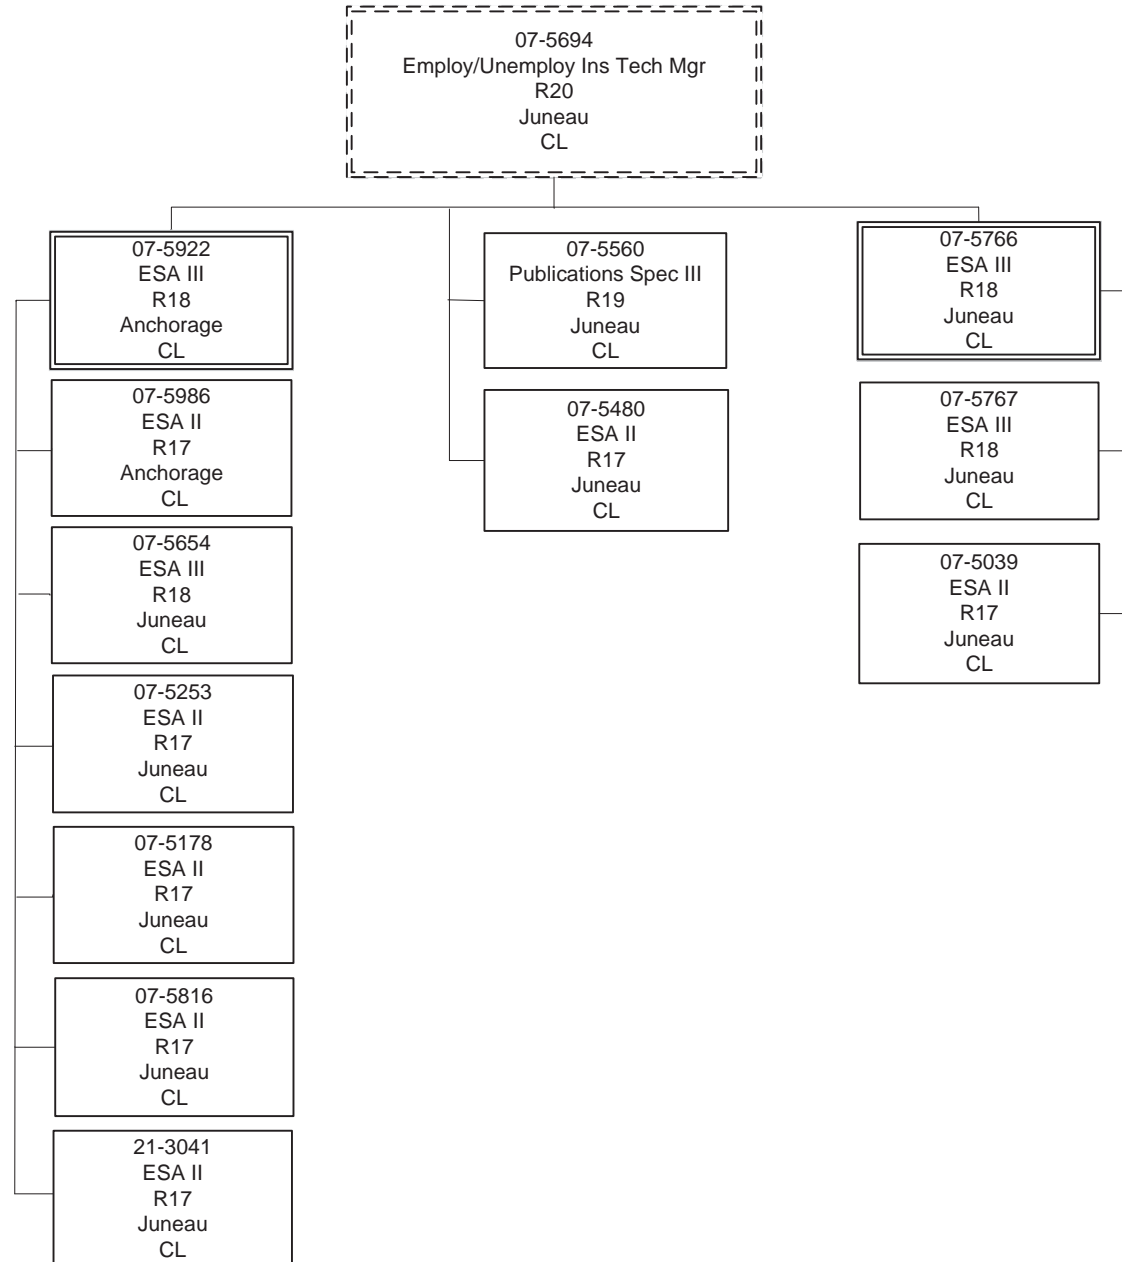 07-5694
Employ/Unemploy Ins Tech Mgr
R20
Juneau
CL
07-5922
ESA III
R18
Anchorage
CL
07-5986
ESA II
R17
Anchorage
CL
07-5654
ESA III
R18
Juneau
CL
07-5253
ESA II
R17
Juneau
CL
07-5178
ESA II
R17
Juneau
CL
07-5816
ESA II
R17
Juneau
CL
21-3041
ESA II
R17
Juneau
CL
07-5560
Publications Spec III
R19
Juneau
CL
07-5480
ESA II
R17
Juneau
CL
07-5766
ESA III
R18
Juneau
CL
07-5767
ESA III
R18
Juneau
CL
07-5039
ESA II
R17
Juneau
CL